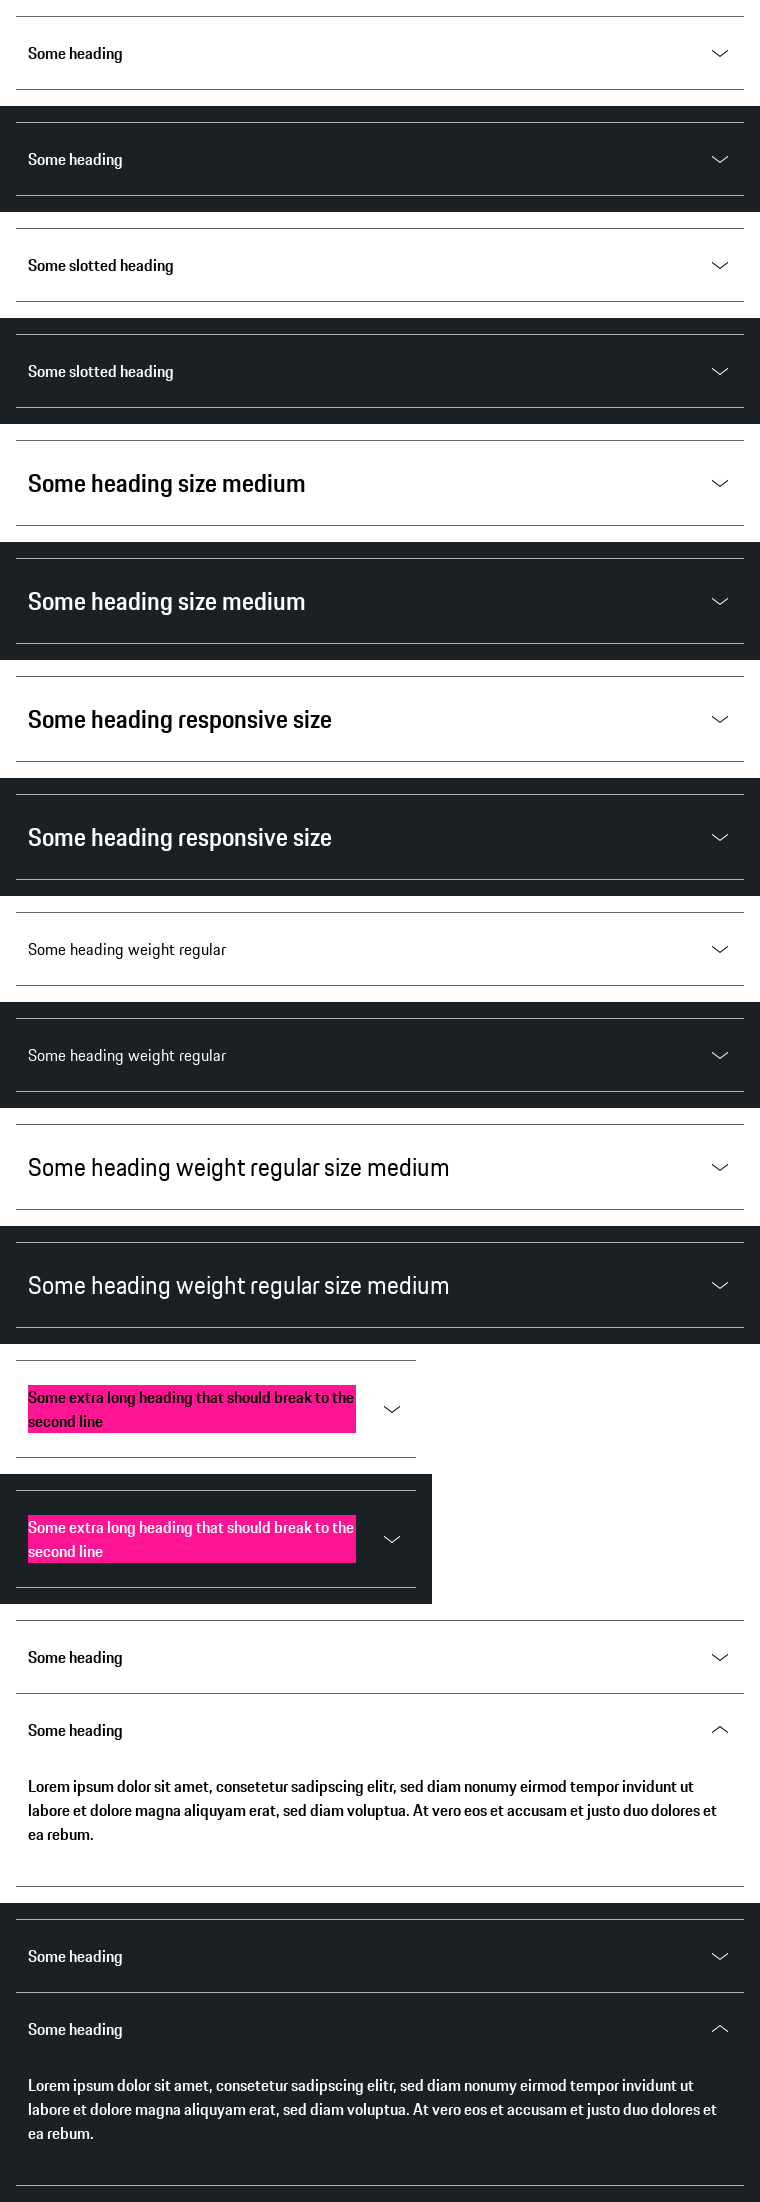 Some heading
Some heading
Some slotted heading
Some slotted heading
Some heading size medium
Some heading size medium
Some heading responsive size
Some heading responsive size
Some heading weight regular
Some heading weight regular
Some heading weight regular size medium
Some heading weight regular size medium
Some extra long heading that should break to the
second line
Some extra long heading that should break to the
second line
Some heading
Some heading
Lorem ipsum dolor sit amet, consetetur sadipscing elitr, sed diam nonumy eirmod tempor invidunt ut
labore et dolore magna aliquyam erat, sed diam voluptua. At vero eos et accusam et justo duo dolores et
ea rebum.
Some heading
Some heading
Lorem ipsum dolor sit amet, consetetur sadipscing elitr, sed diam nonumy eirmod tempor invidunt ut
labore et dolore magna aliquyam erat, sed diam voluptua. At vero eos et accusam et justo duo dolores et
ea rebum.